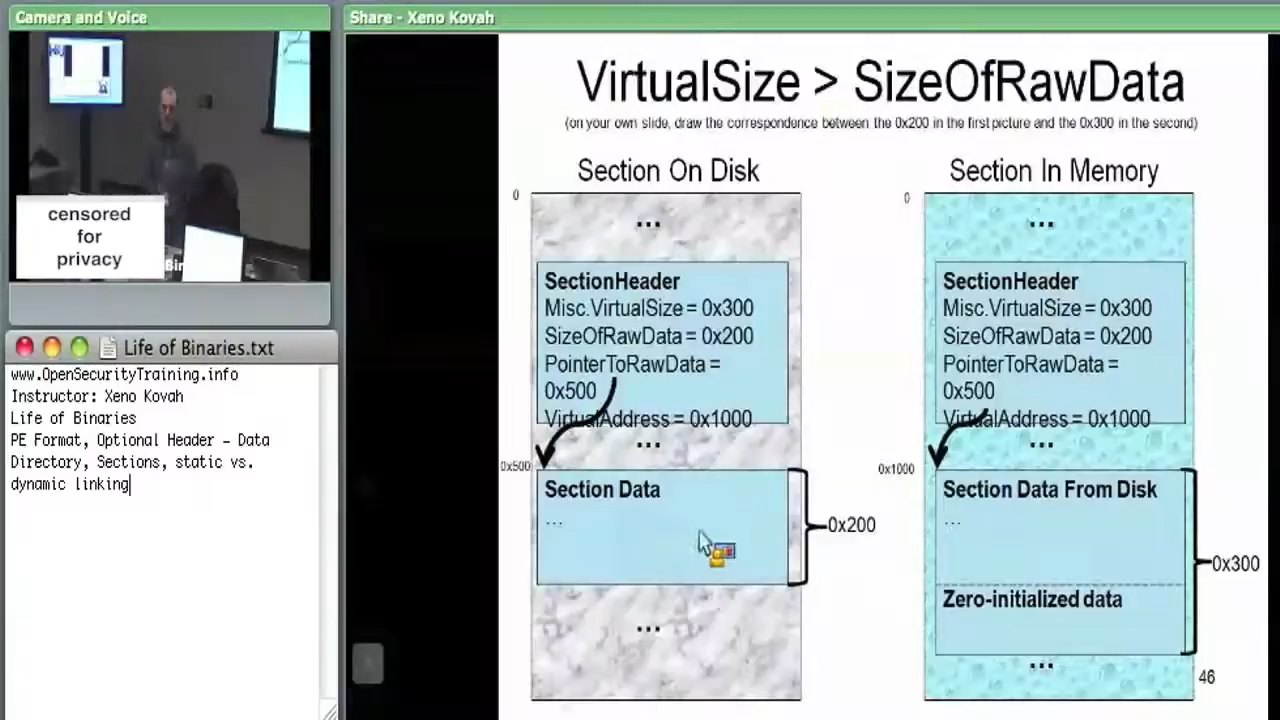 Camera and Voice
censored
for
privacy
Bir
Life of Binaries.txt
www.OpenSecurityTraining.info
Instructor: Xeno Kovah
Life of Binaries
PE Format, Optional Header - Data
Directory, Sections, static vs.
dynamic linking
Share - Xeno Kovah
VirtualSize > SizeOfRawData
(on your own slide, draw the correspondence between the 0x200 in the first picture and the 0x300 in the second)
Section On Disk
0
...
SectionHeader
Misc.VirtualSize = 0x300
SizeOfRawData = 0x200
PointerToRawData =
0x500
VirtualAddress = 0x1000
...
0x500
Section Data
...
0x200
...
Section In Memory
0
...
SectionHeader
Misc.VirtualSize = 0x300
SizeOfRawData = 0x200
PointerToRawData =
0x500
VirtualAddress = 0x1000
...
0x1000
Section Data From Disk
...
0x300
Zero-initialized data
...
46